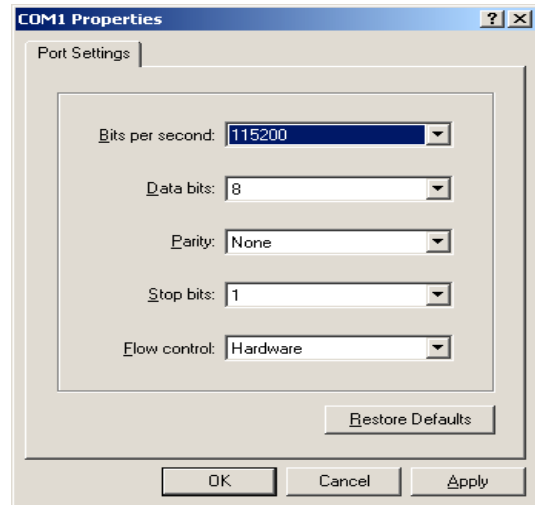 COM1 Properties
Port Settings
Bits per second: 115200
Data bits: 8
Parity: None
Stop bits: 1
Flow control: Hardware
Restore Defaults
OK Cancel Apply